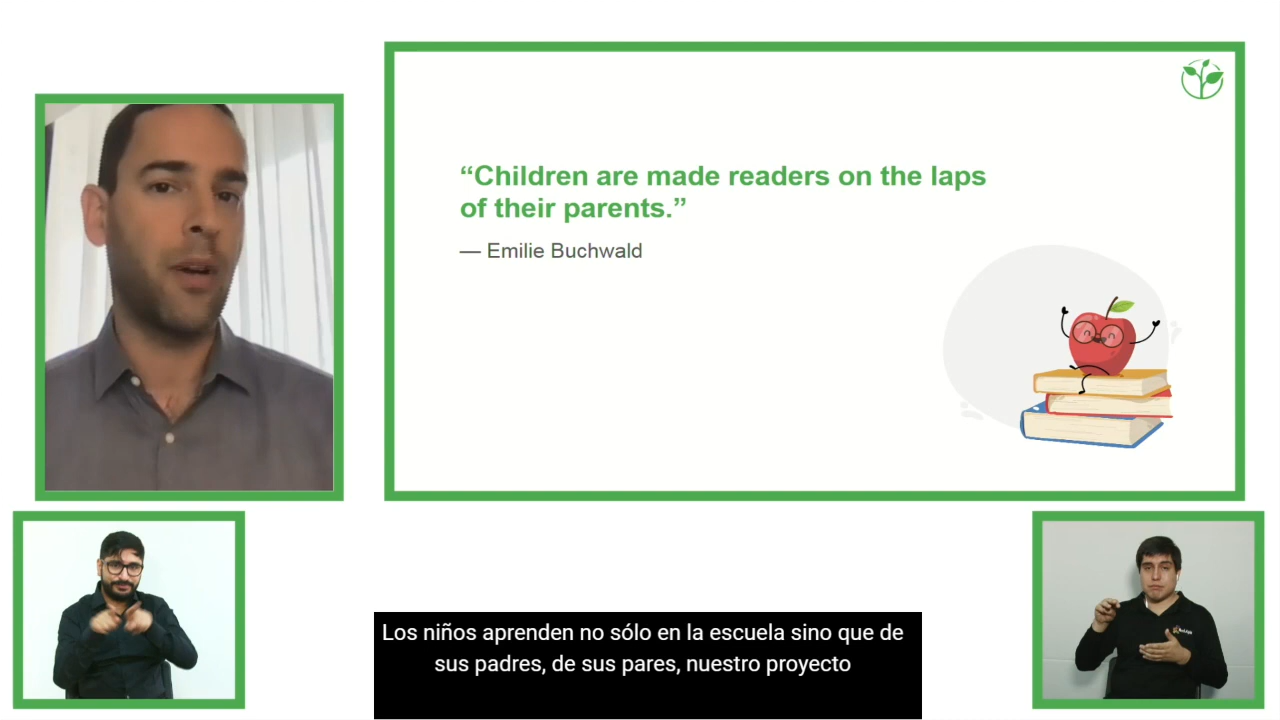 “Children are made readers on the laps
of their parents.”
— Emilie Buchwald
Los niños aprenden no sólo en la escuela sino que de
sus padres, de sus pares, nuestro proyecto